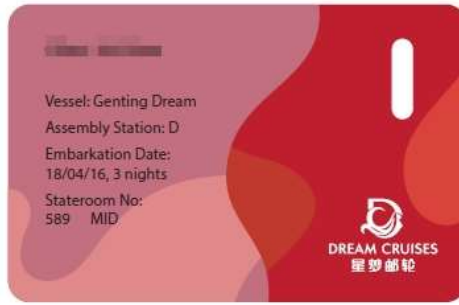 Vessel: Genting Dream
Assembly Station: D
Embarkation Date:
18/04/16, 3 nights
Stateroom No:
589 MID
DREAM CRUISES
星梦邮轮